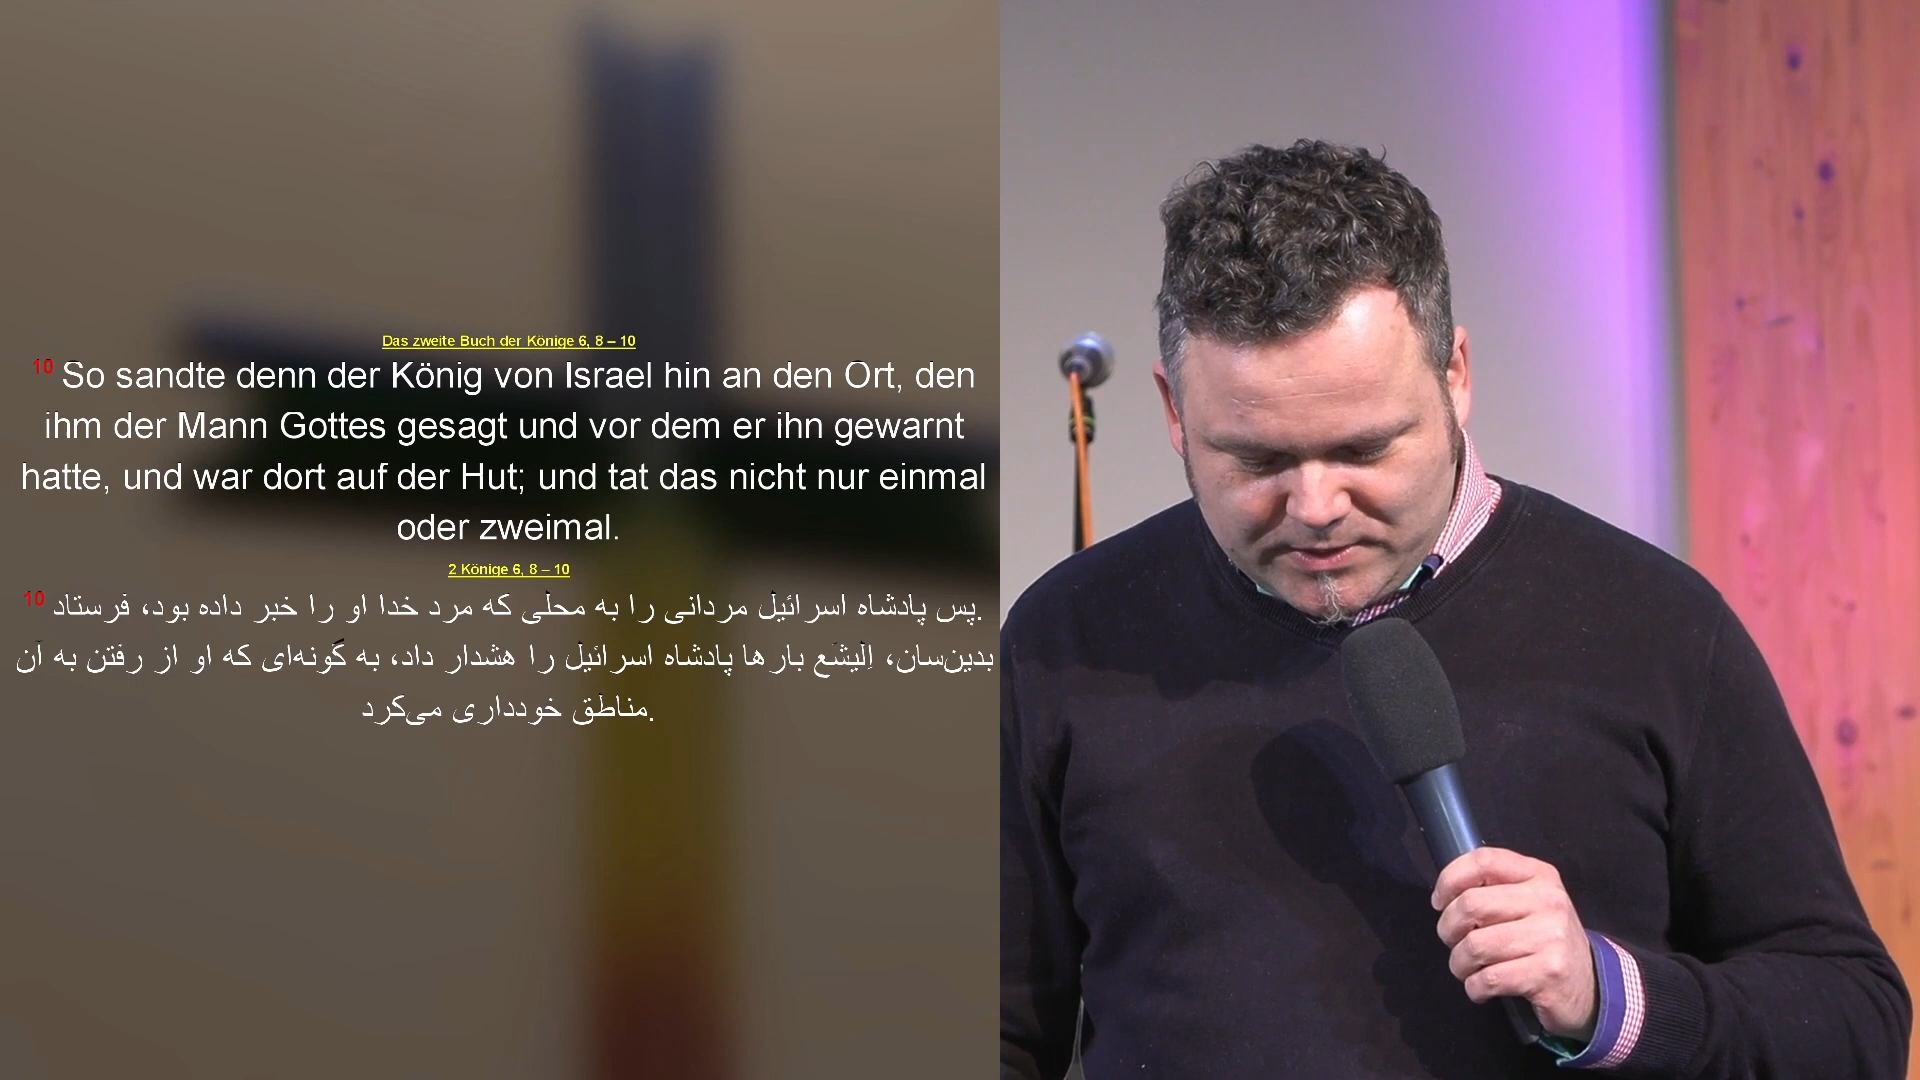 Das zweite Buch der Könige 6, 8 – 10
10 So sandte denn der König von Israel hin an den Ort, den
ihm der Mann Gottes gesagt und vor dem er ihn gewarnt
hatte, und war dort auf der Hut; und tat das nicht nur einmal
oder zweimal.
2 Könige 6, 8 – 10
10 پس پادشاه اسرائیل مردانی را به محلی که مرد خدا او را خبر داده بود، فرستاد.
بدین‌سان، اِلیشَع بارها پادشاه اسرائیل را هشدار داد، به گونه‌ای که او از رفتن به آن
مناطق خودداری می‌کرد.